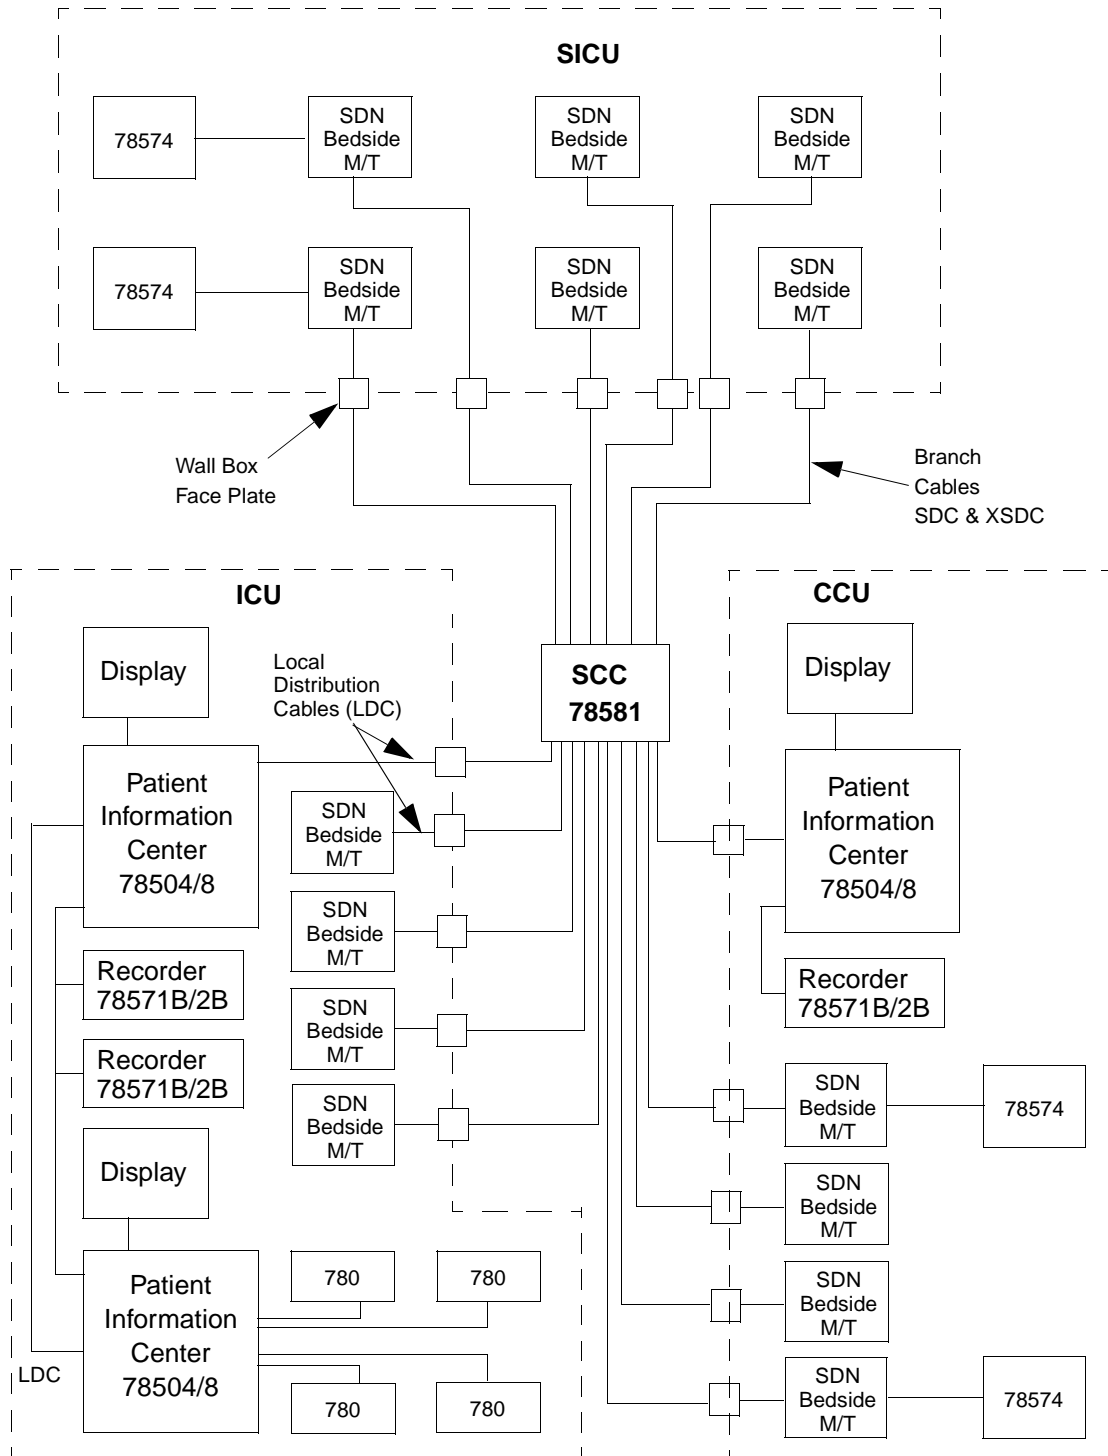 SICU
78574
SDN
Bedside
M/T
SDN
Bedside
M/T
SDN
Bedside
M/T
78574
SDN
Bedside
M/T
SDN
Bedside
M/T
SDN
Bedside
M/T
Wall Box
Face Plate
Branch
Cables
SDC & XSDC
ICU
Display
Local
Distribution
Cables (LDC)
Patient
Information
Center
78504/8
SDN
Bedside
M/T
SDN
Bedside
M/T
Recorder
78571B/2B
SDN
Bedside
M/T
Recorder
78571B/2B
SDN
Bedside
M/T
Display
Patient
Information
Center
78504/8
LDC
780
780
780
780
SCC
78581
CCU
Display
Patient
Information
Center
78504/8
Recorder
78571B/2B
SDN
Bedside
M/T
78574
SDN
Bedside
M/T
SDN
Bedside
M/T
SDN
Bedside
M/T
78574